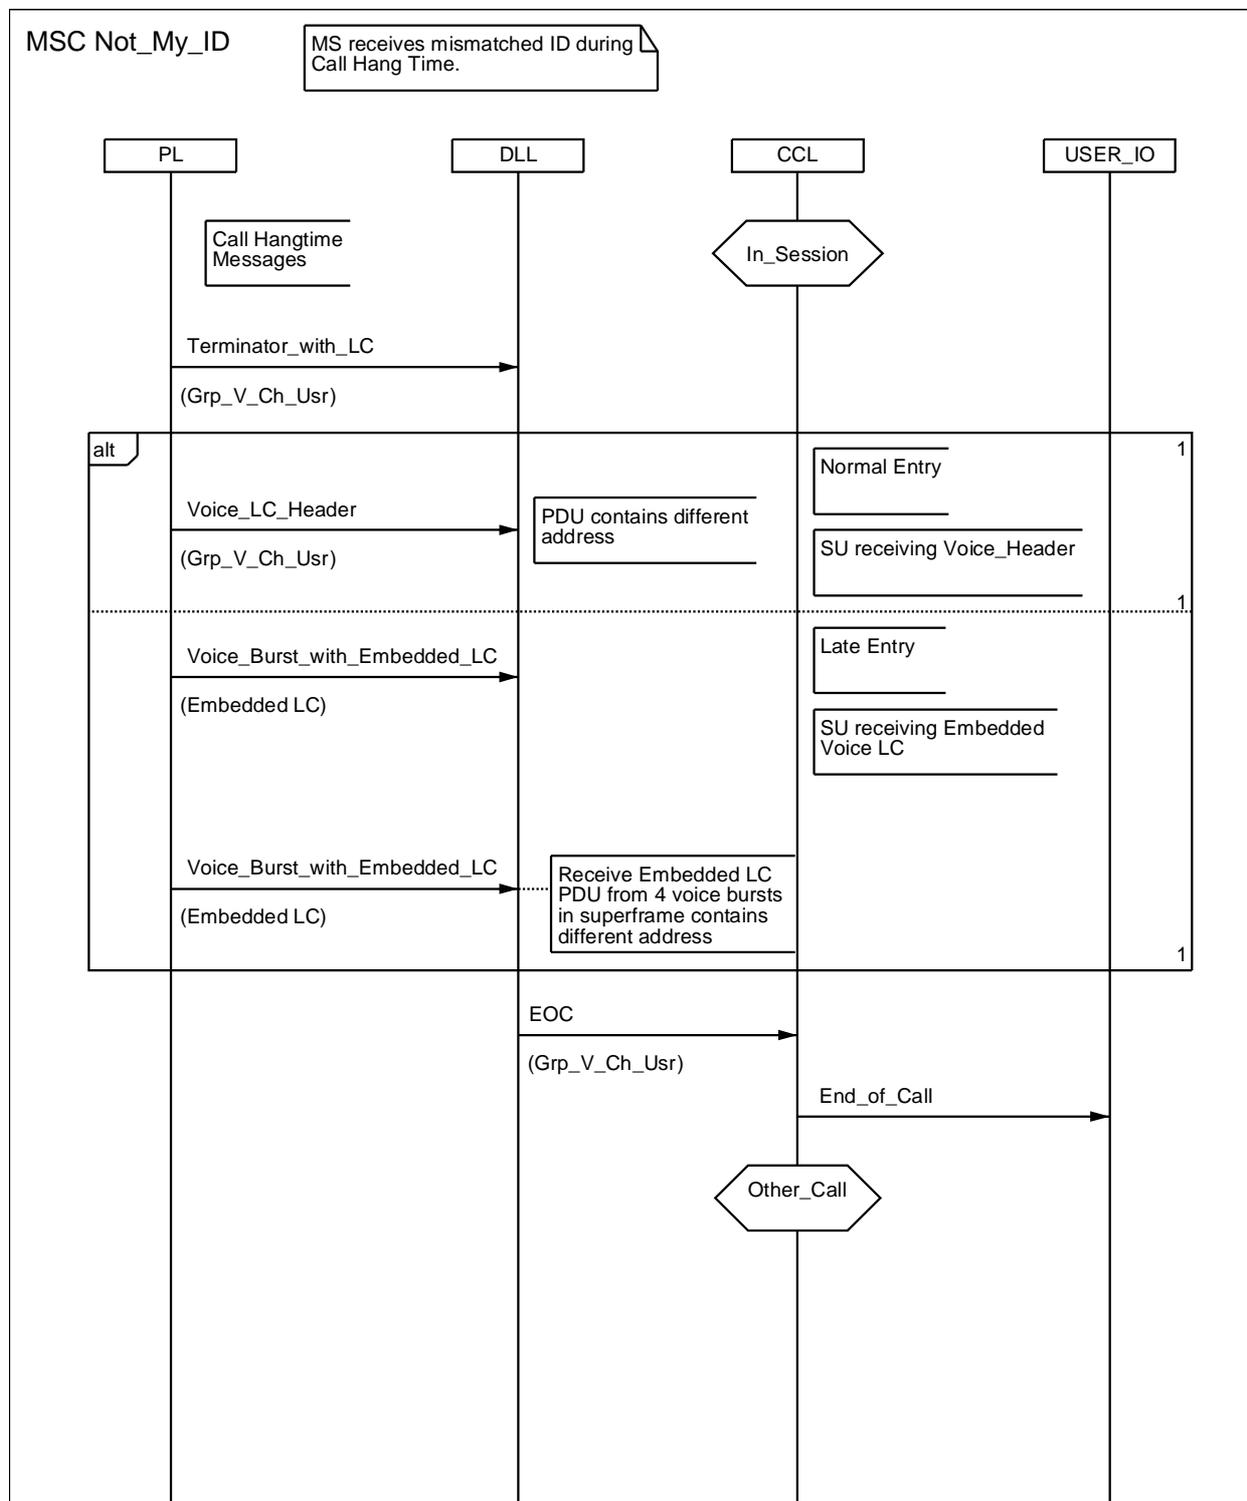 MSC Not_My_ID
MS receives mismatched ID during
Call Hang Time.
PL
DLL
CCL
USER_IO
Call Hangtime
Messages
In_Session
Terminator_with_LC
(Grp_V_Ch_Usr)
alt
1
Normal Entry
Voice_LC_Header
(Grp_V_Ch_Usr)
PDU contains different
address
SU receiving Voice_Header
1
Voice_Burst_with_Embedded_LC
(Embedded LC)
Late Entry
SU receiving Embedded
Voice LC
Voice_Burst_with_Embedded_LC
(Embedded LC)
Receive Embedded LC
PDU from 4 voice bursts
in superframe contains
different address
1
EOC
(Grp_V_Ch_Usr)
End_of_Call
Other_Call